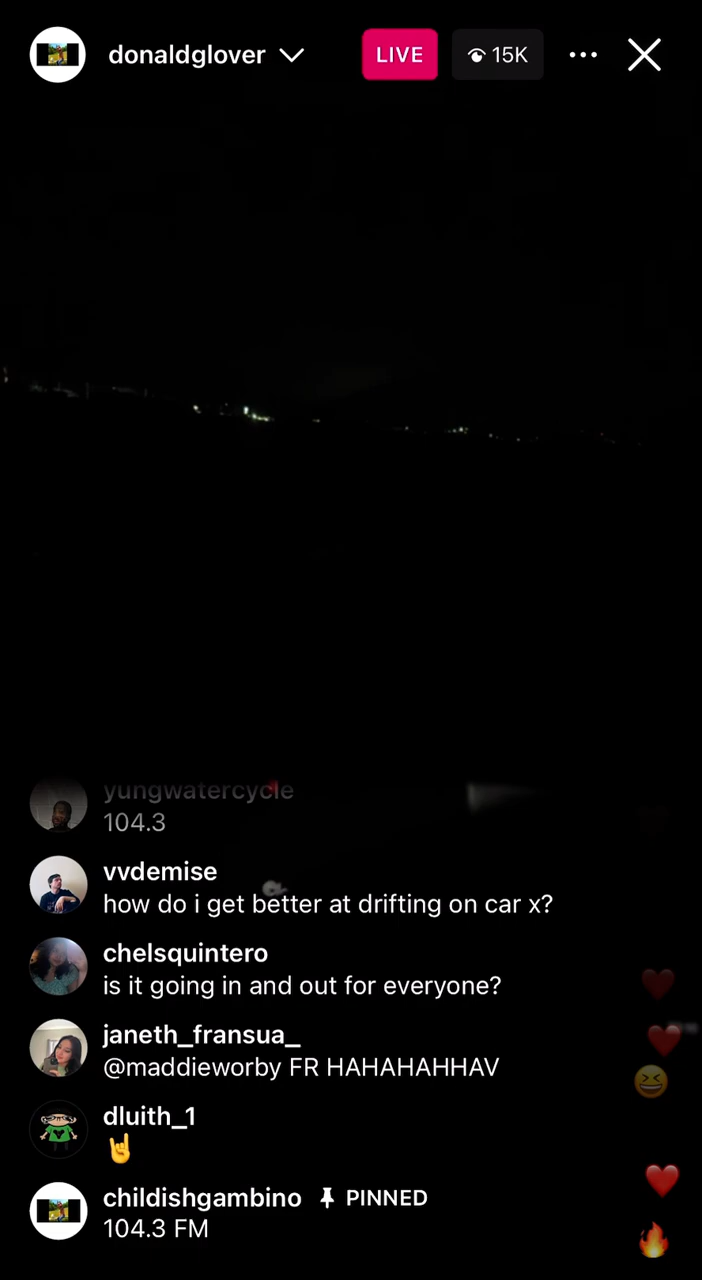 donaldglover
LIVE
15K
yungwatercycle
104.3
vvdemise
how do i get better at drifting on car x?
chelsquintero
is it going in and out for everyone?
janeth_fransua_
@maddieworby FR HAHAHAHHAV
dluith_1
🤘
childishgambino PINNED
104.3 FM